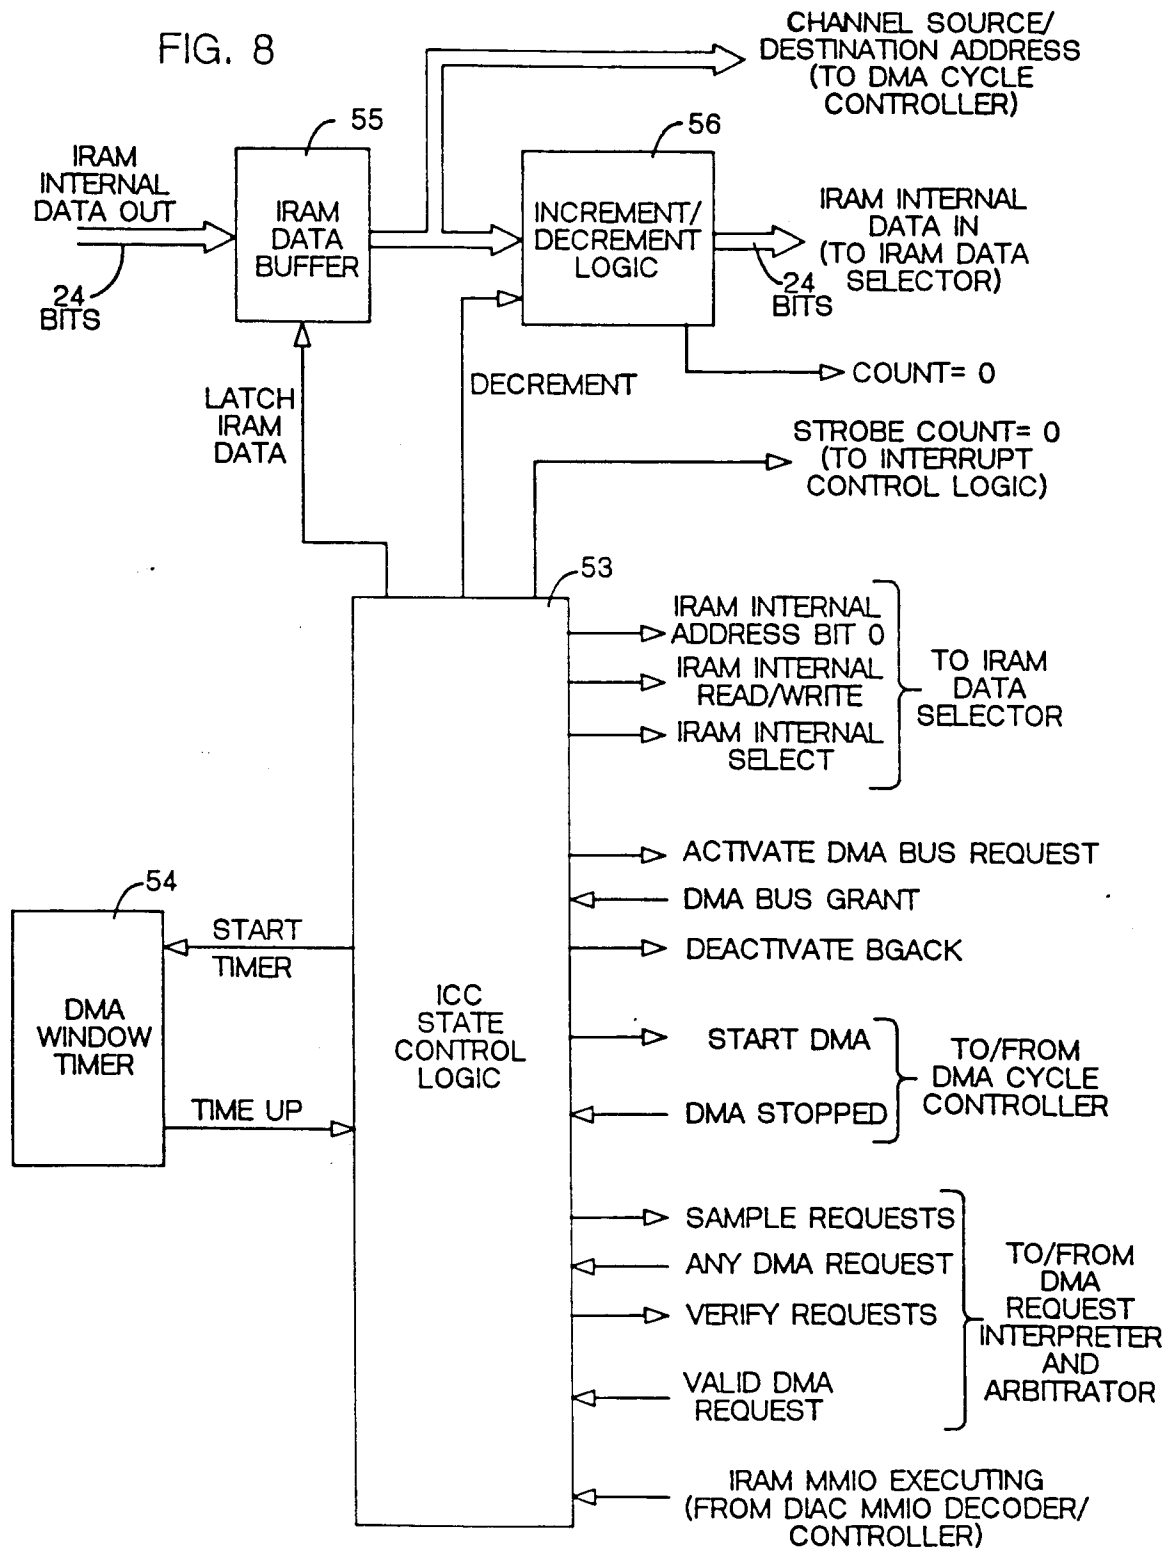 FIG. 8
CHANNEL SOURCE/
DESTINATION ADDRESS
(TO DMA CYCLE
CONTROLLER)
55
56
IRAM
INTERNAL
DATA OUT
24
BITS
IRAM
DATA
BUFFER
INCREMENT/
DECREMENT
LOGIC
IRAM INTERNAL
DATA IN
(TO IRAM DATA
SELECTOR)
24
BITS
COUNT= 0
LATCH
IRAM
DATA
DECREMENT
STROBE COUNT= 0
(TO INTERRUPT
CONTROL LOGIC)
53
IRAM INTERNAL
ADDRESS BIT 0
IRAM INTERNAL
READ/WRITE
IRAM INTERNAL
SELECT
TO IRAM
DATA
SELECTOR
ACTIVATE DMA BUS REQUEST
DMA BUS GRANT
DEACTIVATE BGACK
54
START
TIMER
DMA
WINDOW
TIMER
TIME UP
ICC
STATE
CONTROL
LOGIC
START DMA
DMA STOPPED
TO/FROM
DMA CYCLE
CONTROLLER
SAMPLE REQUESTS
ANY DMA REQUEST
VERIFY REQUESTS
VALID DMA
REQUEST
TO/FROM
DMA
REQUEST
INTERPRETER
AND
ARBITRATOR
IRAM MMIO EXECUTING
(FROM DIAC MMIO DECODER/
CONTROLLER)